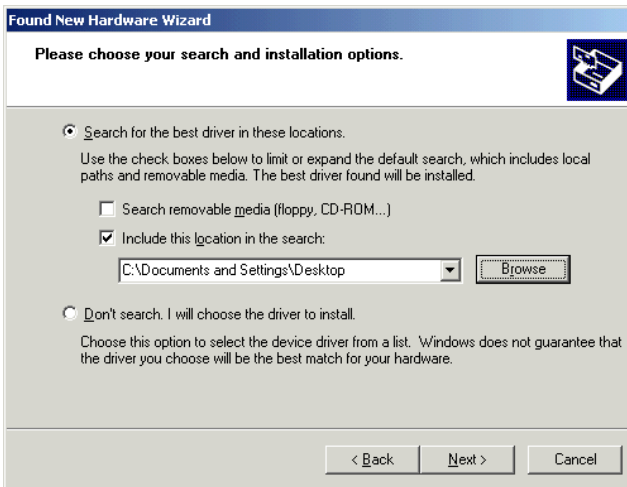 Found New Hardware Wizard
Please choose your search and installation options.
Search for the best driver in these locations.
Use the check boxes below to limit or expand the default search, which includes local
paths and removable media. The best driver found will be installed.
Search removable media (floppy, CD-ROM...)
Include this location in the search:
C:\Documents and Settings\Desktop
Browse
Don't search. I will choose the driver to install.
Choose this option to select the device driver from a list.  Windows does not guarantee that
the driver you choose will be the best match for your hardware.
< Back
Next >
Cancel